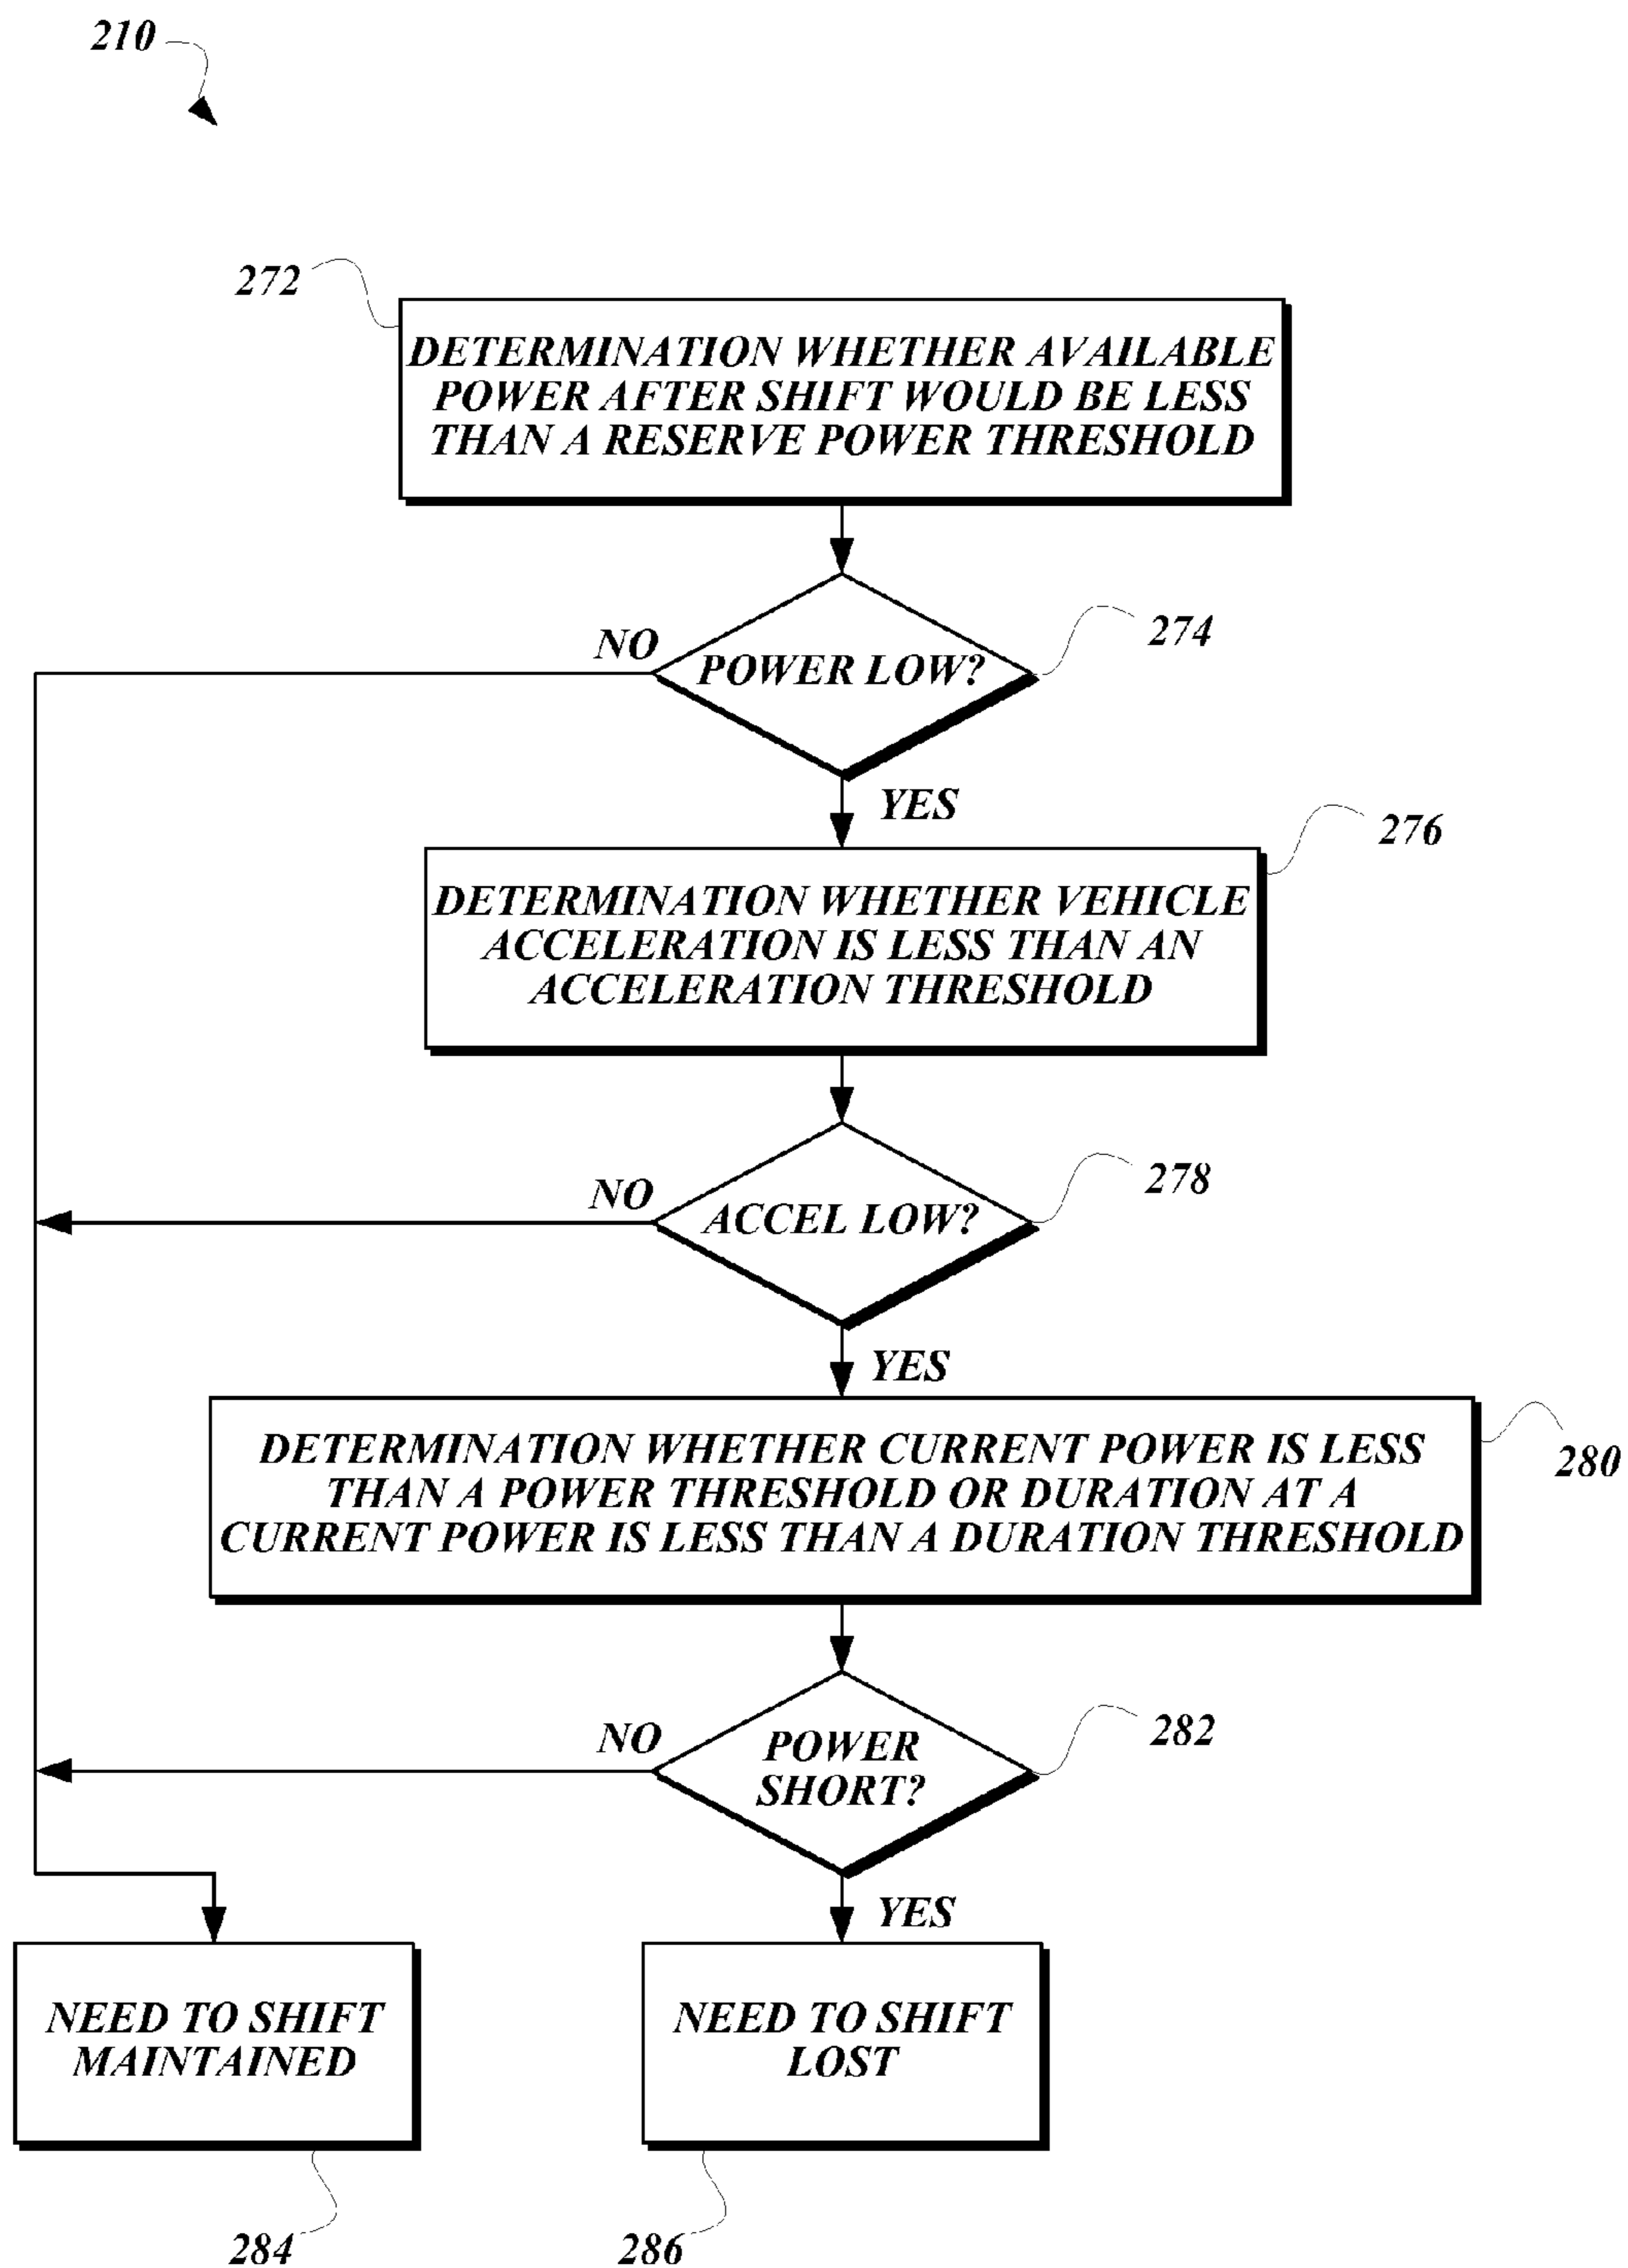 210
272
DETERMINATION WHETHER AVAILABLE
POWER AFTER SHIFT WOULD BE LESS
THAN A RESERVE POWER THRESHOLD
NO
POWER LOW?
274
YES
276
DETERMINATION WHETHER VEHICLE
ACCELERATION IS LESS THAN AN
ACCELERATION THRESHOLD
NO
ACCEL LOW?
278
YES
DETERMINATION WHETHER CURRENT POWER IS LESS
THAN A POWER THRESHOLD OR DURATION AT A
CURRENT POWER IS LESS THAN A DURATION THRESHOLD
280
NO
POWER
SHORT?
282
YES
NEED TO SHIFT
MAINTAINED
NEED TO SHIFT
LOST
284
286